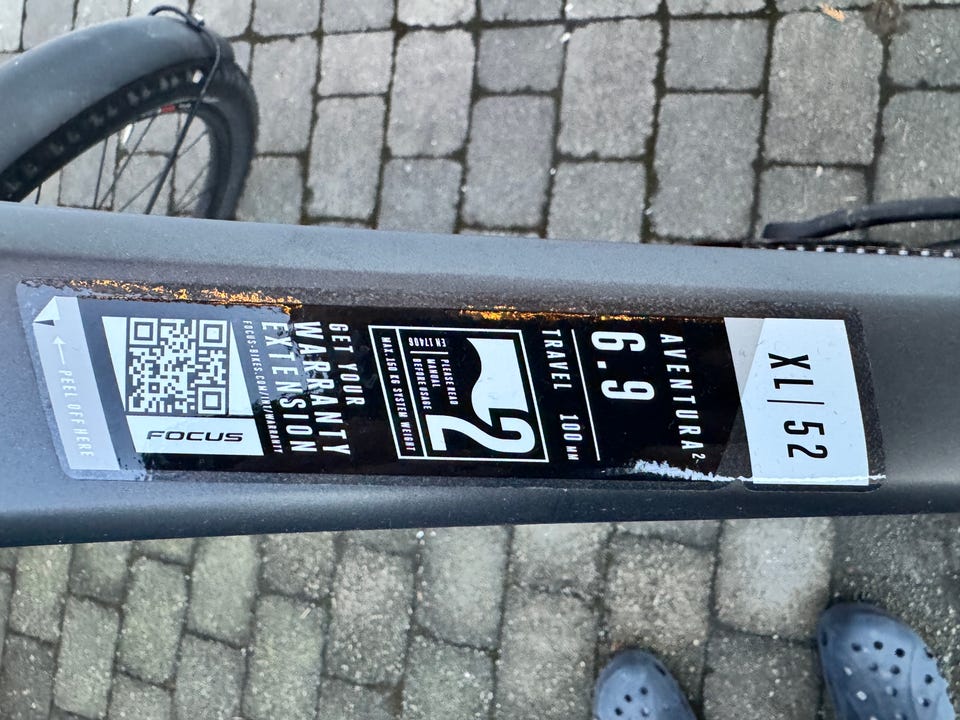 XL | 52
AVENTURA²
6.9
TRAVEL 100 MM
2
EN 17406
PLEASE READ
MANUAL
BEFORE USAGE
MAX. 150 KG SYSTEM WEIGHT
GET YOUR
WARRANTY
EXTENSION
FOCUS-BIKES.COM/INT/WARRANTY
FOCUS
PEEL OFF HERE